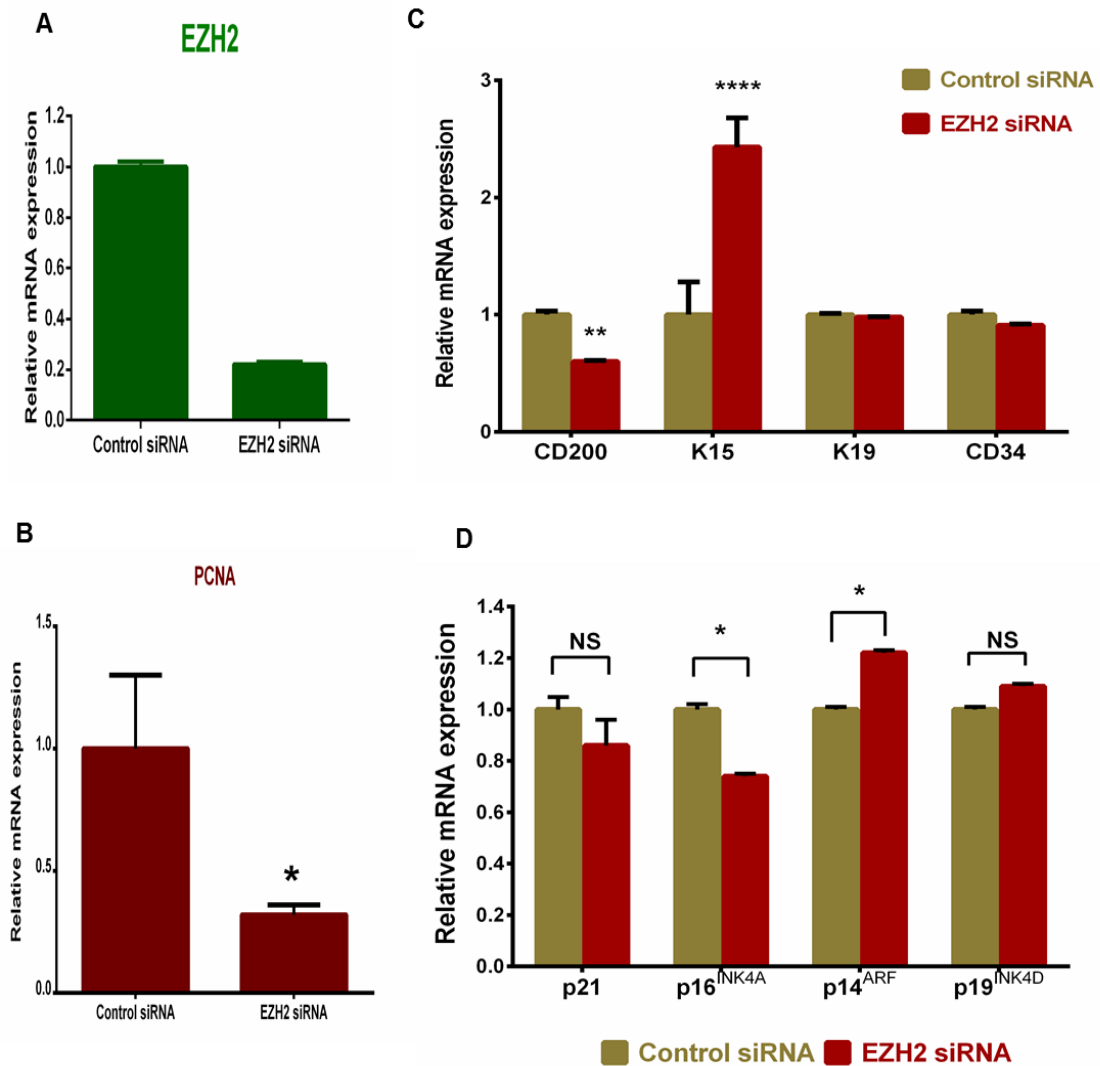 A
EZH2
Relative mRNA expression
1.2
1.0
0.8
0.6
0.4
0.2
0.0
Control siRNA
EZH2 siRNA
B
PCNA
Relative mRNA expression
1.5
1.0
0.5
0.0
*
Control siRNA
EZH2 siRNA
C
Control siRNA
EZH2 siRNA
Relative mRNA expression
3
2
1
0
**
****
CD200
K15
K19
CD34
D
Relative mRNA expression
1.4
1.2
1.0
0.8
0.6
0.4
0.2
0.0
NS
*
*
NS
p21
p16INK4A
p14ARF
p19INK4D
Control siRNA
EZH2 siRNA